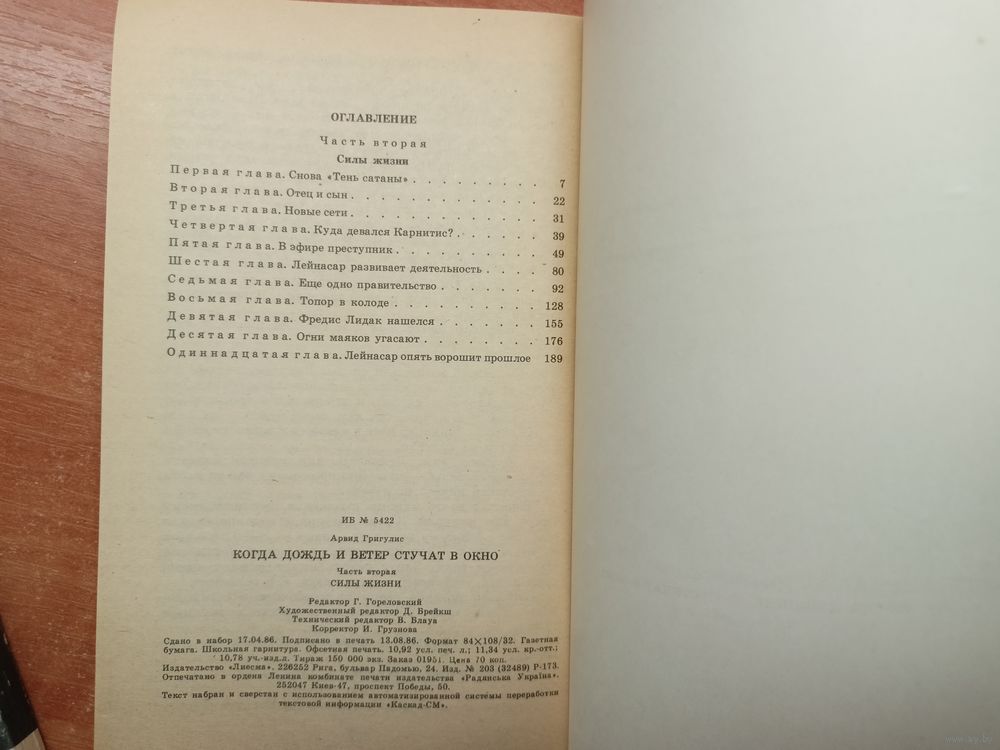 ОГЛАВЛЕНИЕ
Часть вторая
Силы жизни
Первая глава. Снова «Тень сатаны» . . . . . . . . 7
Вторая глава. Отец и сын . . . . . . . . . . . . 22
Третья глава. Новые сети . . . . . . . . . . . . 31
Четвертая глава. Куда девался Карнитис? . . . . . . 39
Пятая глава. В эфире преступник . . . . . . . . . 49
Шестая глава. Лейнасар развивает деятельность . . . . 80
Седьмая глава. Еще одно правительство . . . . . . . 92
Восьмая глава. Топор в колоде . . . . . . . . . . 128
Девятая глава. Фредис Лидак нашелся . . . . . . . 155
Десятая глава. Огни маяков угасают . . . . . . . . 176
Одиннадцатая глава. Лейнасар опять ворошит прошлое 189
ИБ № 5422
Арвид Григулис
КОГДА ДОЖДЬ И ВЕТЕР СТУЧАТ В ОКНО
Часть вторая
СИЛЫ ЖИЗНИ
Редактор Г. Гореловский
Художественный редактор Д. Брейкш
Технический редактор В. Блауа
Корректор И. Грузнова
Сдано в набор 17.04.86. Подписано в печать 13.08.86. Формат 84×108/32. Газетная
бумага. Школьная гарнитура. Офсетная печать. 10,92 усл. печ. л.; 11,34 усл. кр.-отт.;
10,78 уч.-изд.л. Тираж 150 000 экз. Заказ 0195 1. Цена 70 коп.
Издательство «Лиесма», 226252 Рига, бульвар Падомью, 24. Изд. № 203 (32489) Р-173.
Отпечатано в ордена Ленина комбинате печати издательства «Радянська Україна».
252047 Киев-47, проспект Победы, 50.
Текст набран и сверстан с использованием автоматизированной системы переработки
текстовой информации «Каскад-СМ».